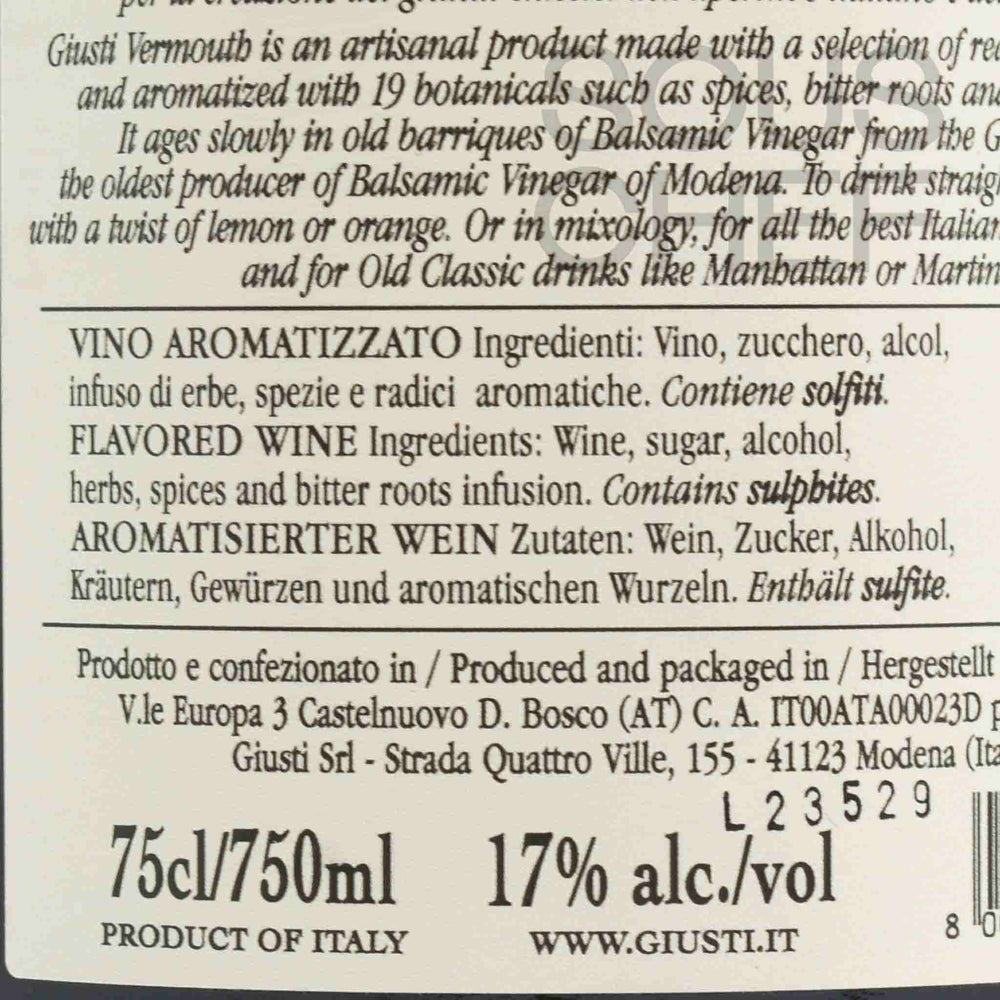 Giusti Vermouth is an artisanal product made with a selection of
and aromatized with 19 botanicals such as spices, bitter roots
It ages slowly in old barriques of Balsamic Vinegar from the
the oldest producer of Balsamic Vinegar of Modena. To drink
with a twist of lemon or orange. Or in mixology, for all the best
and for Old Classic drinks like Manhattan or
VINO AROMATIZZATO Ingredienti: Vino, zucchero, alcol,
infuso di erbe, spezie e radici aromatiche. Contiene solfiti.
FLAVORED WINE Ingredients: Wine, sugar, alcohol,
herbs, spices and bitter roots infusion. Contains sulphites.
AROMATISIERTER WEIN Zutaten: Wein, Zucker, Alkohol,
Kräutern, Gewürzen und aromatischen Wurzeln. Enthält sulfite.
Prodotto e confezionato in / Produced and packaged in / Hergestellt
V.le Europa 3 Castelnuovo D. Bosco (AT) C. A. IT00ATA00023D
Giusti Srl - Strada Quattro Ville, 155 - 41123 Modena
L23529
75cl/750ml 17% alc./vol
PRODUCT OF ITALY WWW.GIUSTI.IT
8